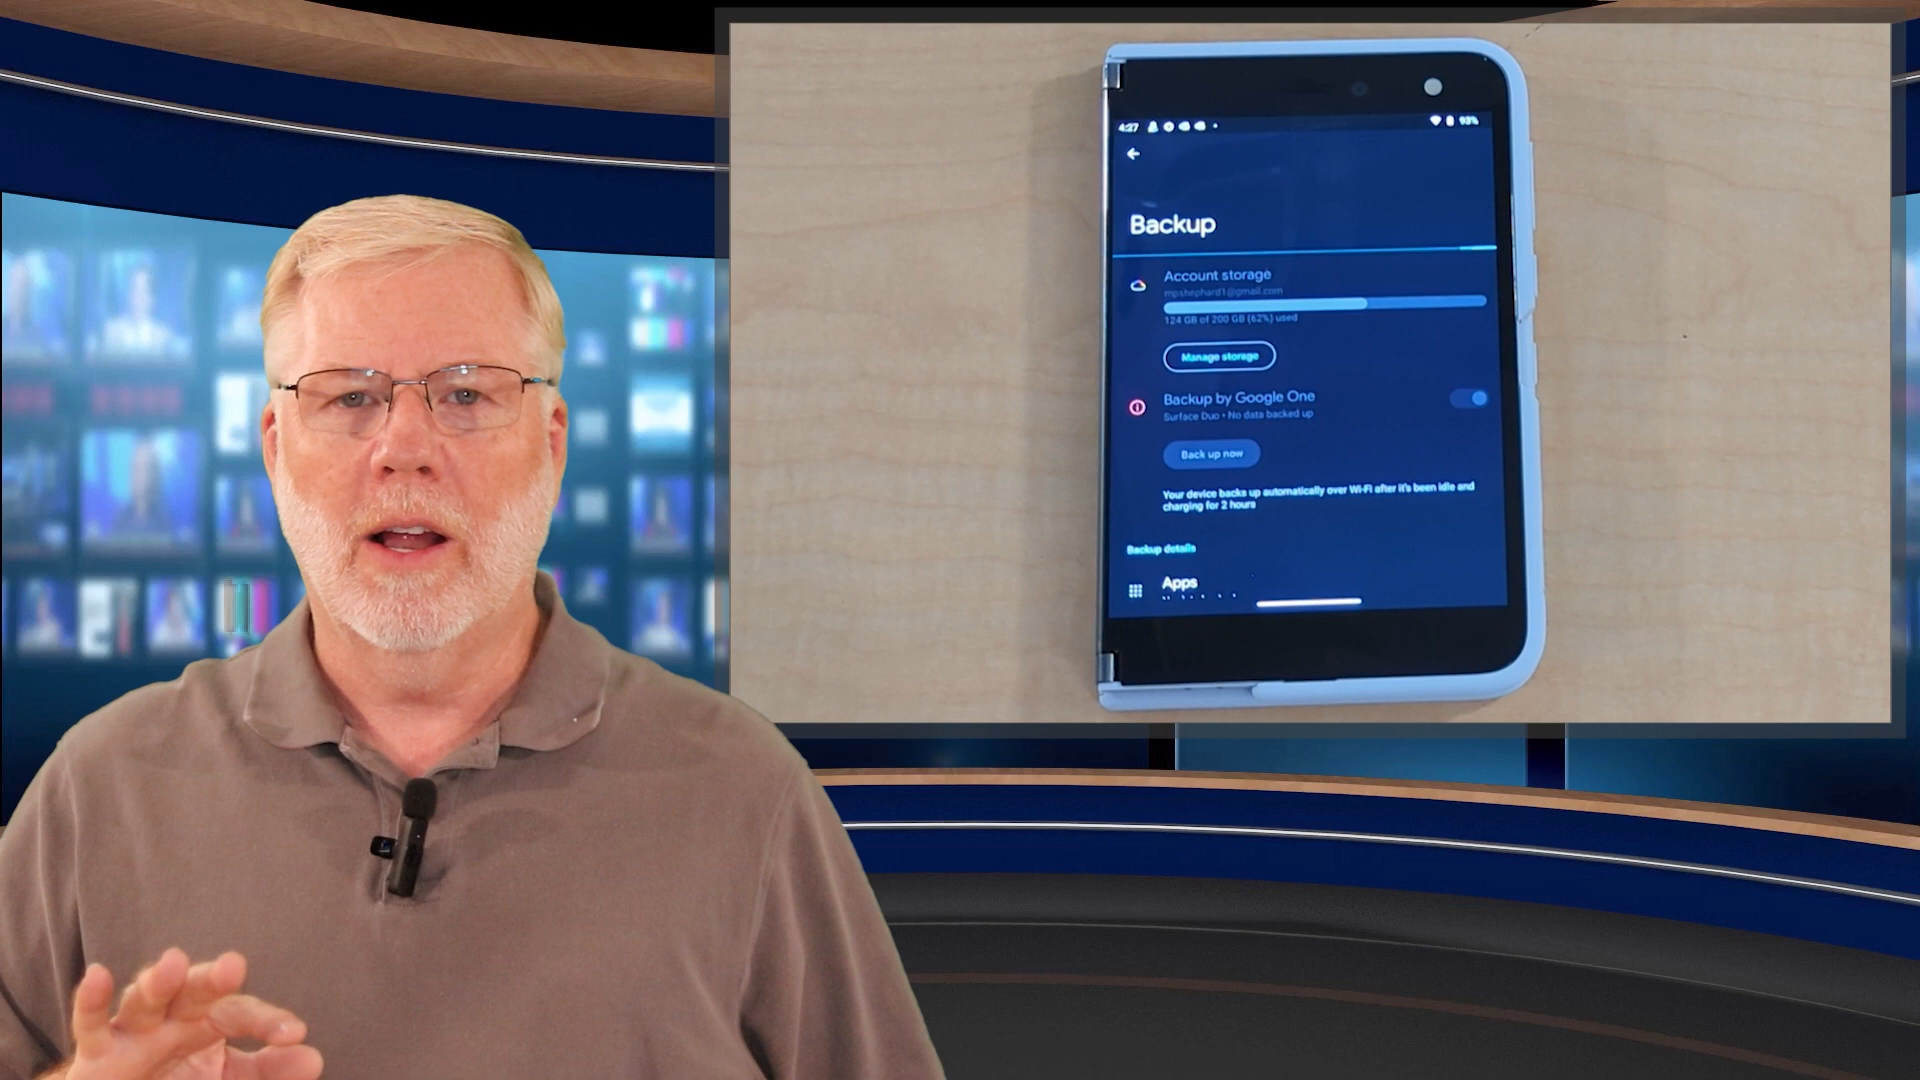 4:27
93%
Backup
Account storage
mpshephard1@gmail.com
124 GB of 200 GB (62%) used
Manage storage
Backup by Google One
Surface Duo • No data backed up
Back up now
Your device backs up automatically over Wi-Fi after it's been idle and
charging for 2 hours
Backup details
Apps